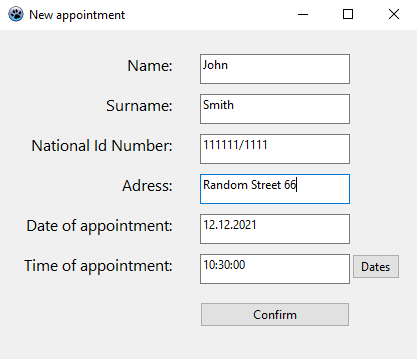 New appointment
Name: John
Surname: Smith
National Id Number: 111111/1111
Adress: Random Street 66
Date of appointment: 12.12.2021
Time of appointment: 10:30:00 Dates
Confirm